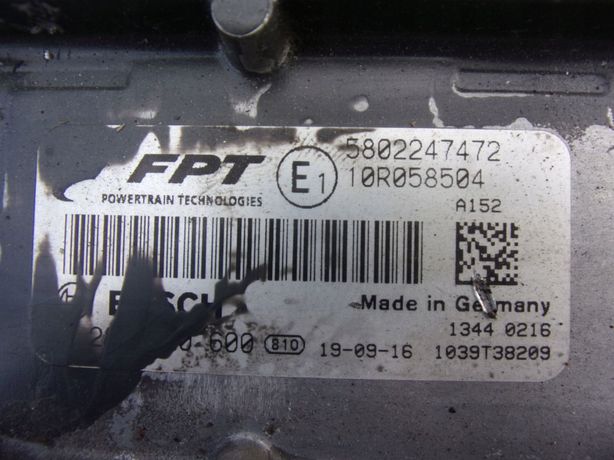 FPT
POWERTRAIN TECHNOLOGIES
E1
5802247472
10R058504
A152
Made in Germany
600 810 19-09-16
1344 0216
1039T38209